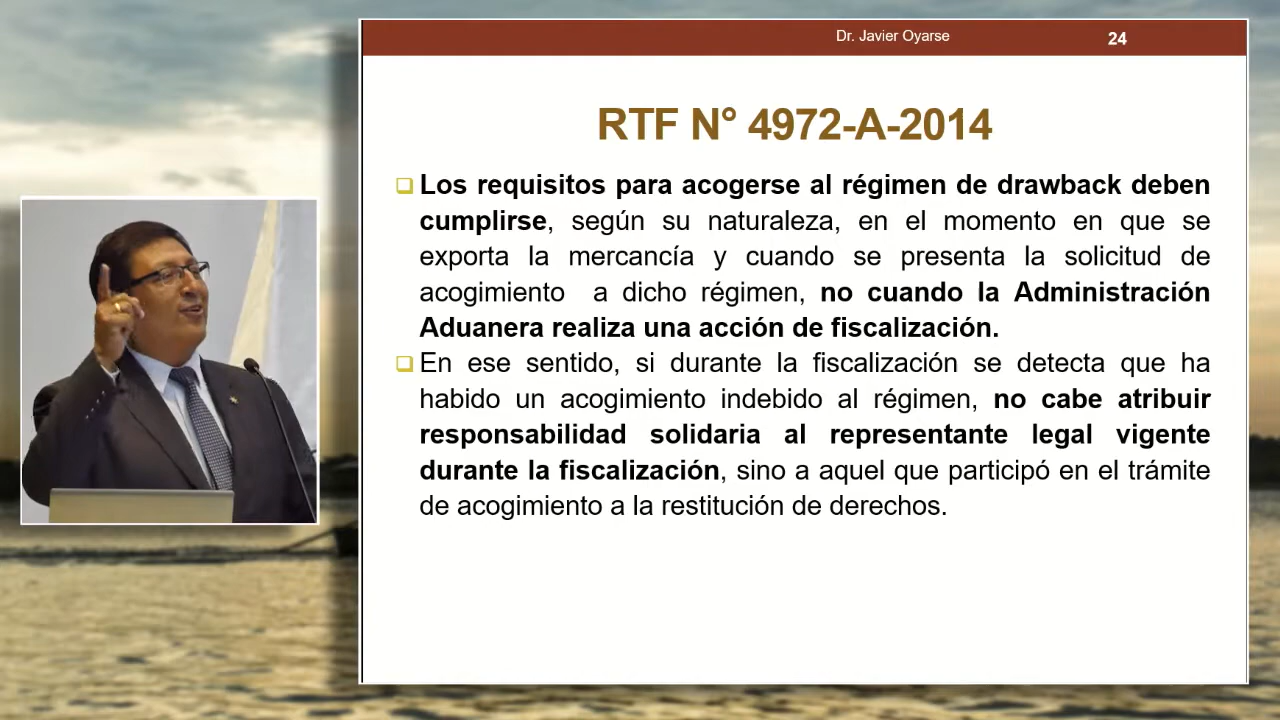 Dr. Javier Oyarse
24
RTF N° 4972-A-2014
Los requisitos para acogerse al régimen de drawback deben
cumplirse, según su naturaleza, en el momento en que se
exporta la mercancía y cuando se presenta la solicitud de
acogimiento a dicho régimen, no cuando la Administración
Aduanera realiza una acción de fiscalización.
En ese sentido, si durante la fiscalización se detecta que ha
habido un acogimiento indebido al régimen, no cabe atribuir
responsabilidad solidaria al representante legal vigente
durante la fiscalización, sino a aquel que participó en el trámite
de acogimiento a la restitución de derechos.